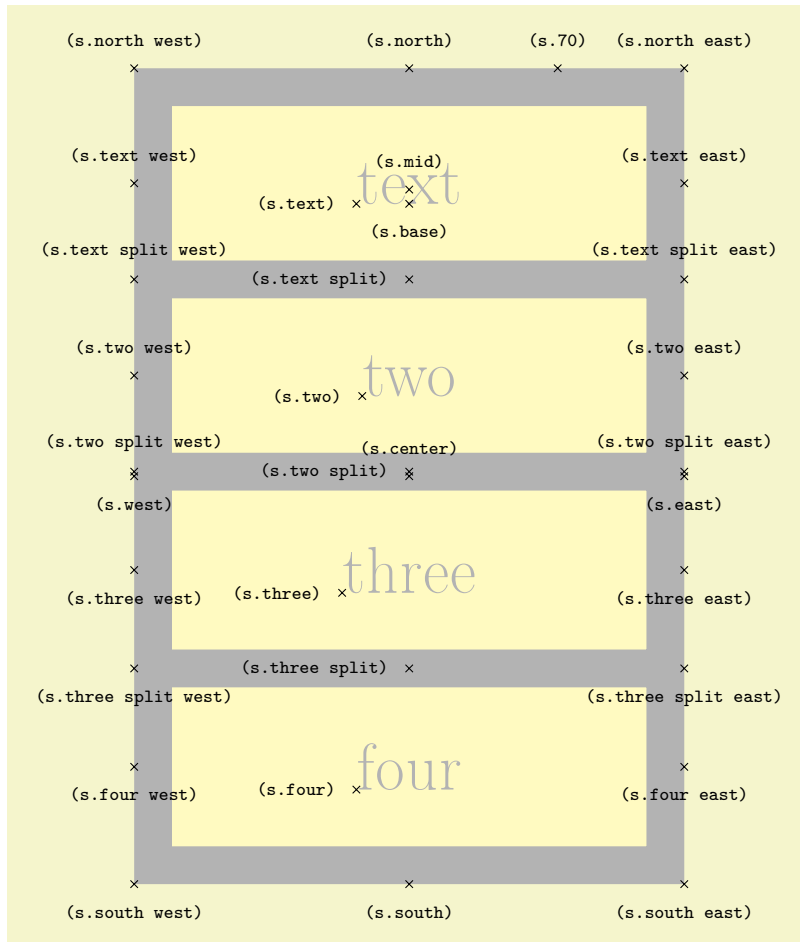 (s.north west) (s.north) (s.70) (s.north east)
(s.text west) (s.mid) (s.text east)
text
(s.text)
(s.base)
(s.text split west) (s.text split east)
(s.text split)
(s.two west) (s.two east)
two
(s.two)
(s.two split west) (s.center) (s.two split east)
(s.two split)
(s.west) (s.east)
three
(s.three west) (s.three) (s.three east)
(s.three split)
(s.three split west) (s.three split east)
four
(s.four west) (s.four) (s.four east)
(s.south west) (s.south) (s.south east)